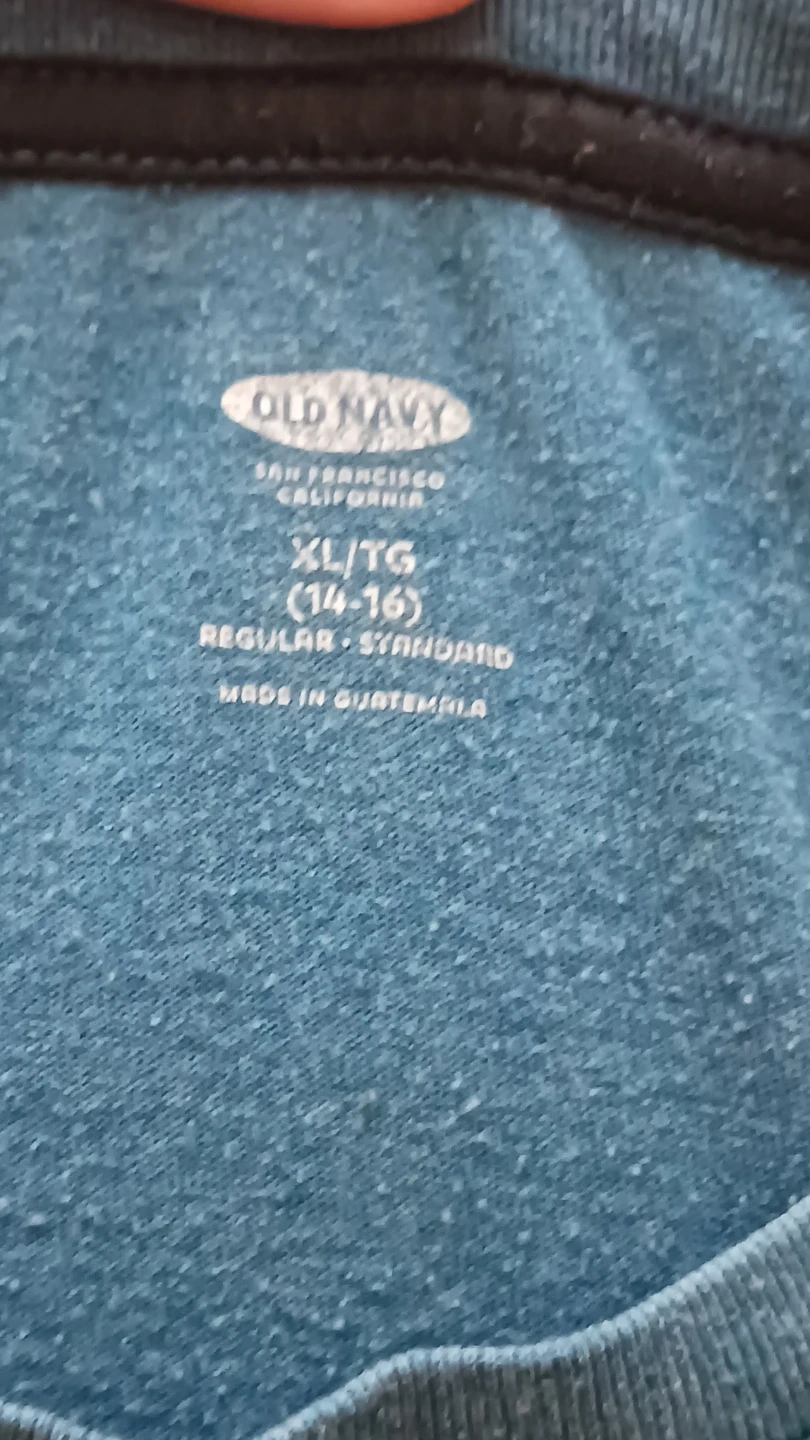 OLD NAVY
SAN FRANCISCO
CALIFORNIA
XL/TG
(14-16)
REGULAR · STANDARD
MADE IN GUATEMALA